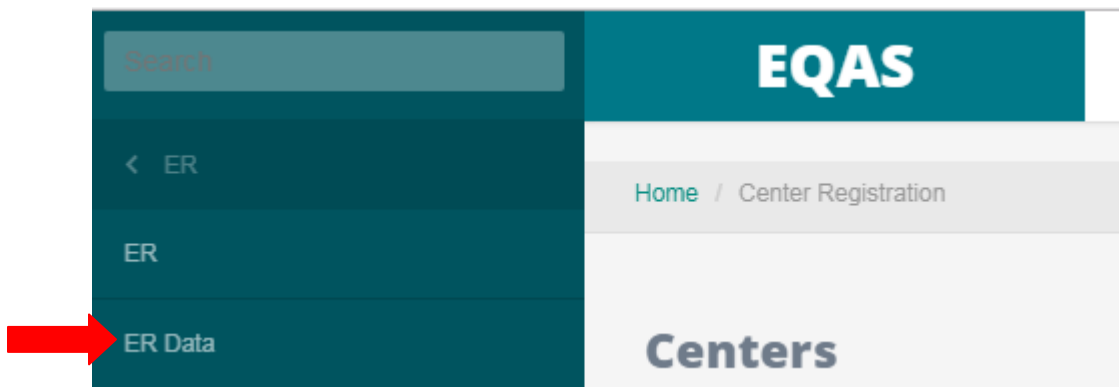 Search
< ER
ER
ER Data
EQAS
Home / Center Registration
Centers